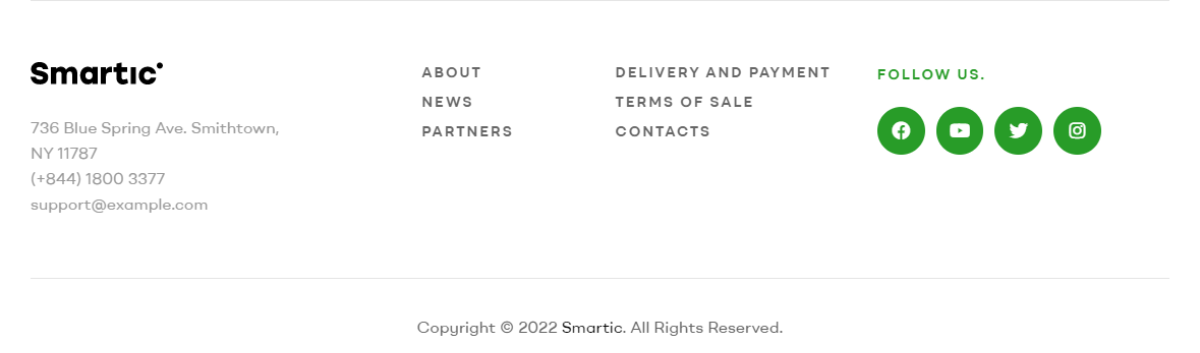 Smartic
736 Blue Spring Ave. Smithtown,
NY 11787
(+844) 1800 3377
support@example.com
ABOUT
NEWS
PARTNERS
DELIVERY AND PAYMENT
TERMS OF SALE
CONTACTS
FOLLOW US.
Copyright © 2022 Smartic. All Rights Reserved.